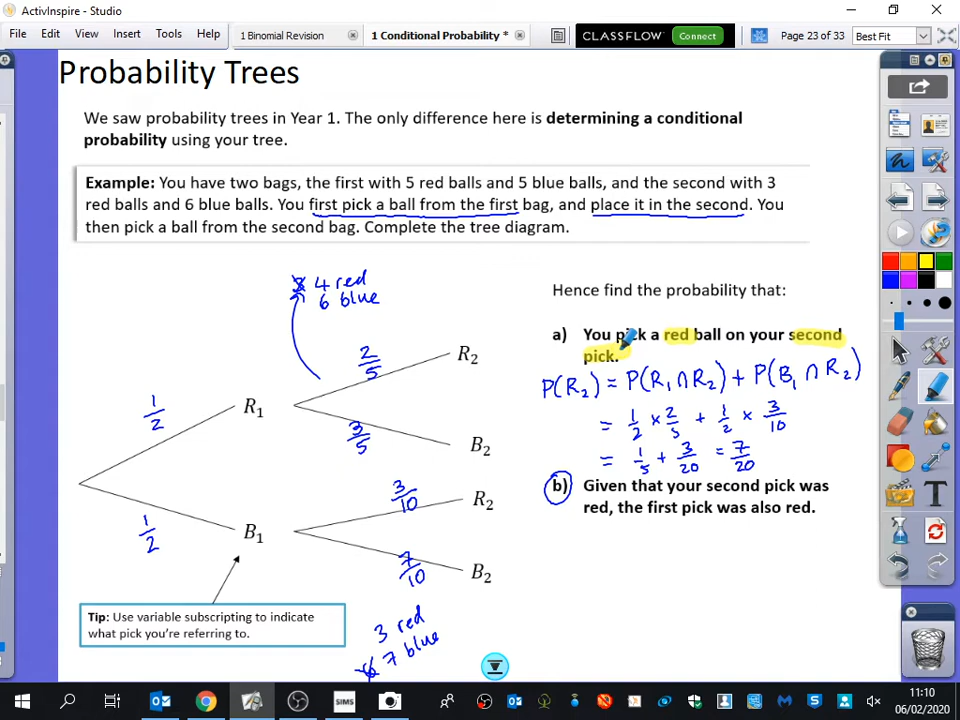 ActivInspire - Studio
File Edit View Insert Tools Help
1 Binomial Revision
1 Conditional Probability *
CLASSFLOW Connect
Page 23 of 33
Best Fit
Probability Trees
We saw probability trees in Year 1. The only difference here is determining a conditional
probability using your tree.
Example: You have two bags, the first with 5 red balls and 5 blue balls, and the second with 3
red balls and 6 blue balls. You first pick a ball from the first bag, and place it in the second. You
then pick a ball from the second bag. Complete the tree diagram.
3 4 red
6 blue
1/2
R₁
2/5
R₂
3/5
B₂
1/2
B₁
3/10
R₂
7/10
B₂
3 red
6 7 blue
Tip: Use variable subscripting to indicate
what pick you're referring to.
Hence find the probability that:
a) You pick a red ball on your second
pick.
P(R₂) = P(R₁ ∩ R₂) + P(B₁ ∩ R₂)
= 1/2 × 2/5 + 1/2 × 3/10
= 1/5 + 3/20 = 7/20
b) Given that your second pick was
red, the first pick was also red.
SIMS
11:10
06/02/2020